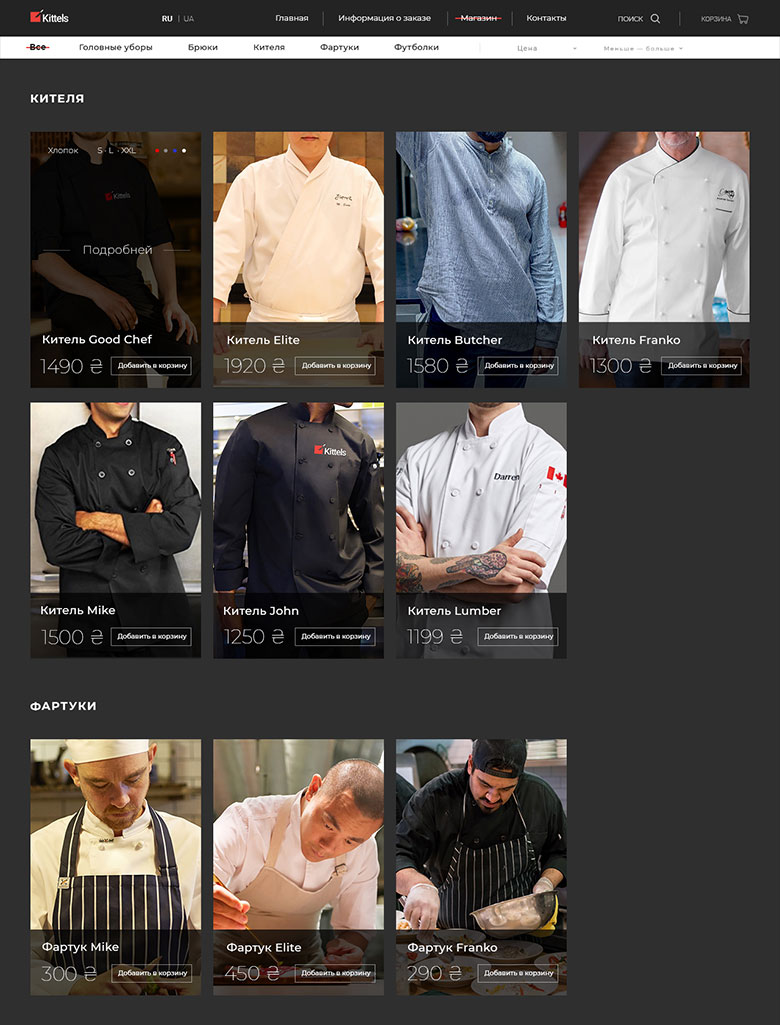 Kittels RU | UA Главная Информация о заказе Магазин Контакты ПОИСК КОРЗИНА
Все Головные уборы Брюки Кителя Фартуки Футболки Цена Меньше — больше
КИТЕЛЯ
Хлопок S · L · XXL
Kittels
Подробней
Китель Good Chef
1490 ₴ Добавить в корзину
Китель Elite
1920 ₴ Добавить в корзину
Китель Butcher
1580 ₴ Добавить в корзину
Китель Franko
1300 ₴ Добавить в корзину
Китель Mike
1500 ₴ Добавить в корзину
Kittels
Китель John
1250 ₴ Добавить в корзину
Darren
Китель Lumber
1199 ₴ Добавить в корзину
ФАРТУКИ
Фартук Mike
300 ₴ Добавить в корзину
Фартук Elite
450 ₴ Добавить в корзину
Фартук Franko
290 ₴ Добавить в корзину